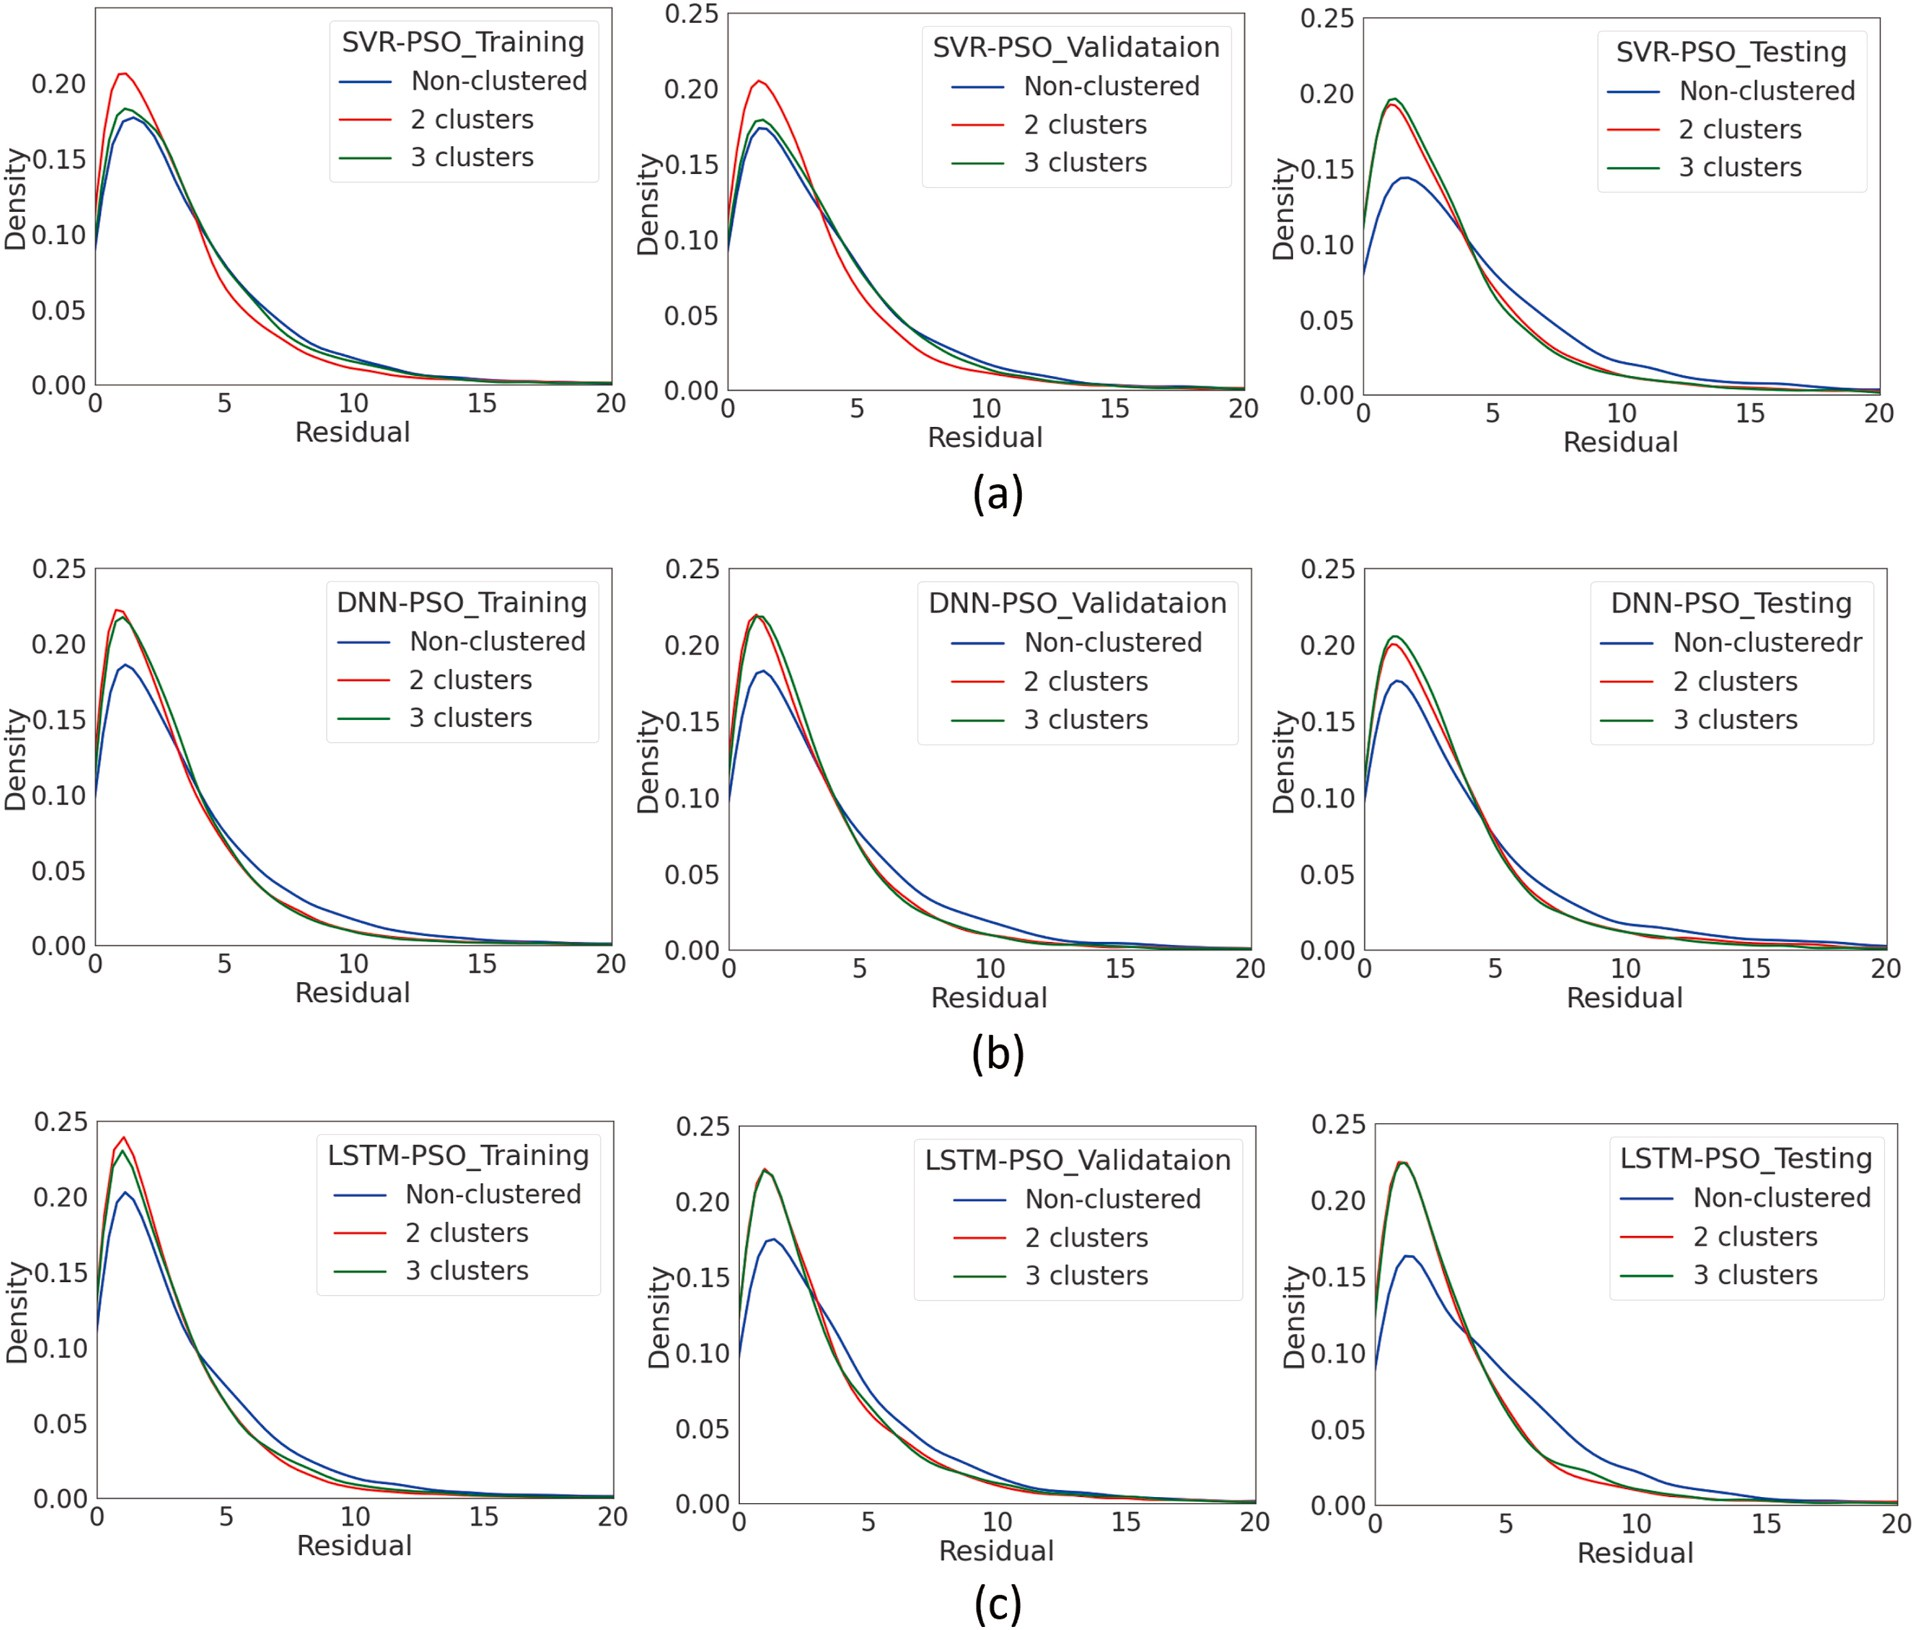 SVR-PSO_Training
Non-clustered
2 clusters
3 clusters
Density
0.20
0.15
0.10
0.05
0.00
0 5 10 15 20
Residual
SVR-PSO_Validataion
Non-clustered
2 clusters
3 clusters
Density
0.25
0.20
0.15
0.10
0.05
0.00
0 5 10 15 20
Residual
SVR-PSO_Testing
Non-clustered
2 clusters
3 clusters
Density
0.25
0.20
0.15
0.10
0.05
0.00
0 5 10 15 20
Residual
(a)
DNN-PSO_Training
Non-clustered
2 clusters
3 clusters
Density
0.25
0.20
0.15
0.10
0.05
0.00
0 5 10 15 20
Residual
DNN-PSO_Validataion
Non-clustered
2 clusters
3 clusters
Density
0.25
0.20
0.15
0.10
0.05
0.00
0 5 10 15 20
Residual
DNN-PSO_Testing
Non-clusteredr
2 clusters
3 clusters
Density
0.25
0.20
0.15
0.10
0.05
0.00
0 5 10 15 20
Residual
(b)
LSTM-PSO_Training
Non-clustered
2 clusters
3 clusters
Density
0.25
0.20
0.15
0.10
0.05
0.00
0 5 10 15 20
Residual
LSTM-PSO_Validataion
Non-clustered
2 clusters
3 clusters
Density
0.25
0.20
0.15
0.10
0.05
0.00
0 5 10 15 20
Residual
LSTM-PSO_Testing
Non-clustered
2 clusters
3 clusters
Density
0.25
0.20
0.15
0.10
0.05
0.00
0 5 10 15 20
Residual
(c)